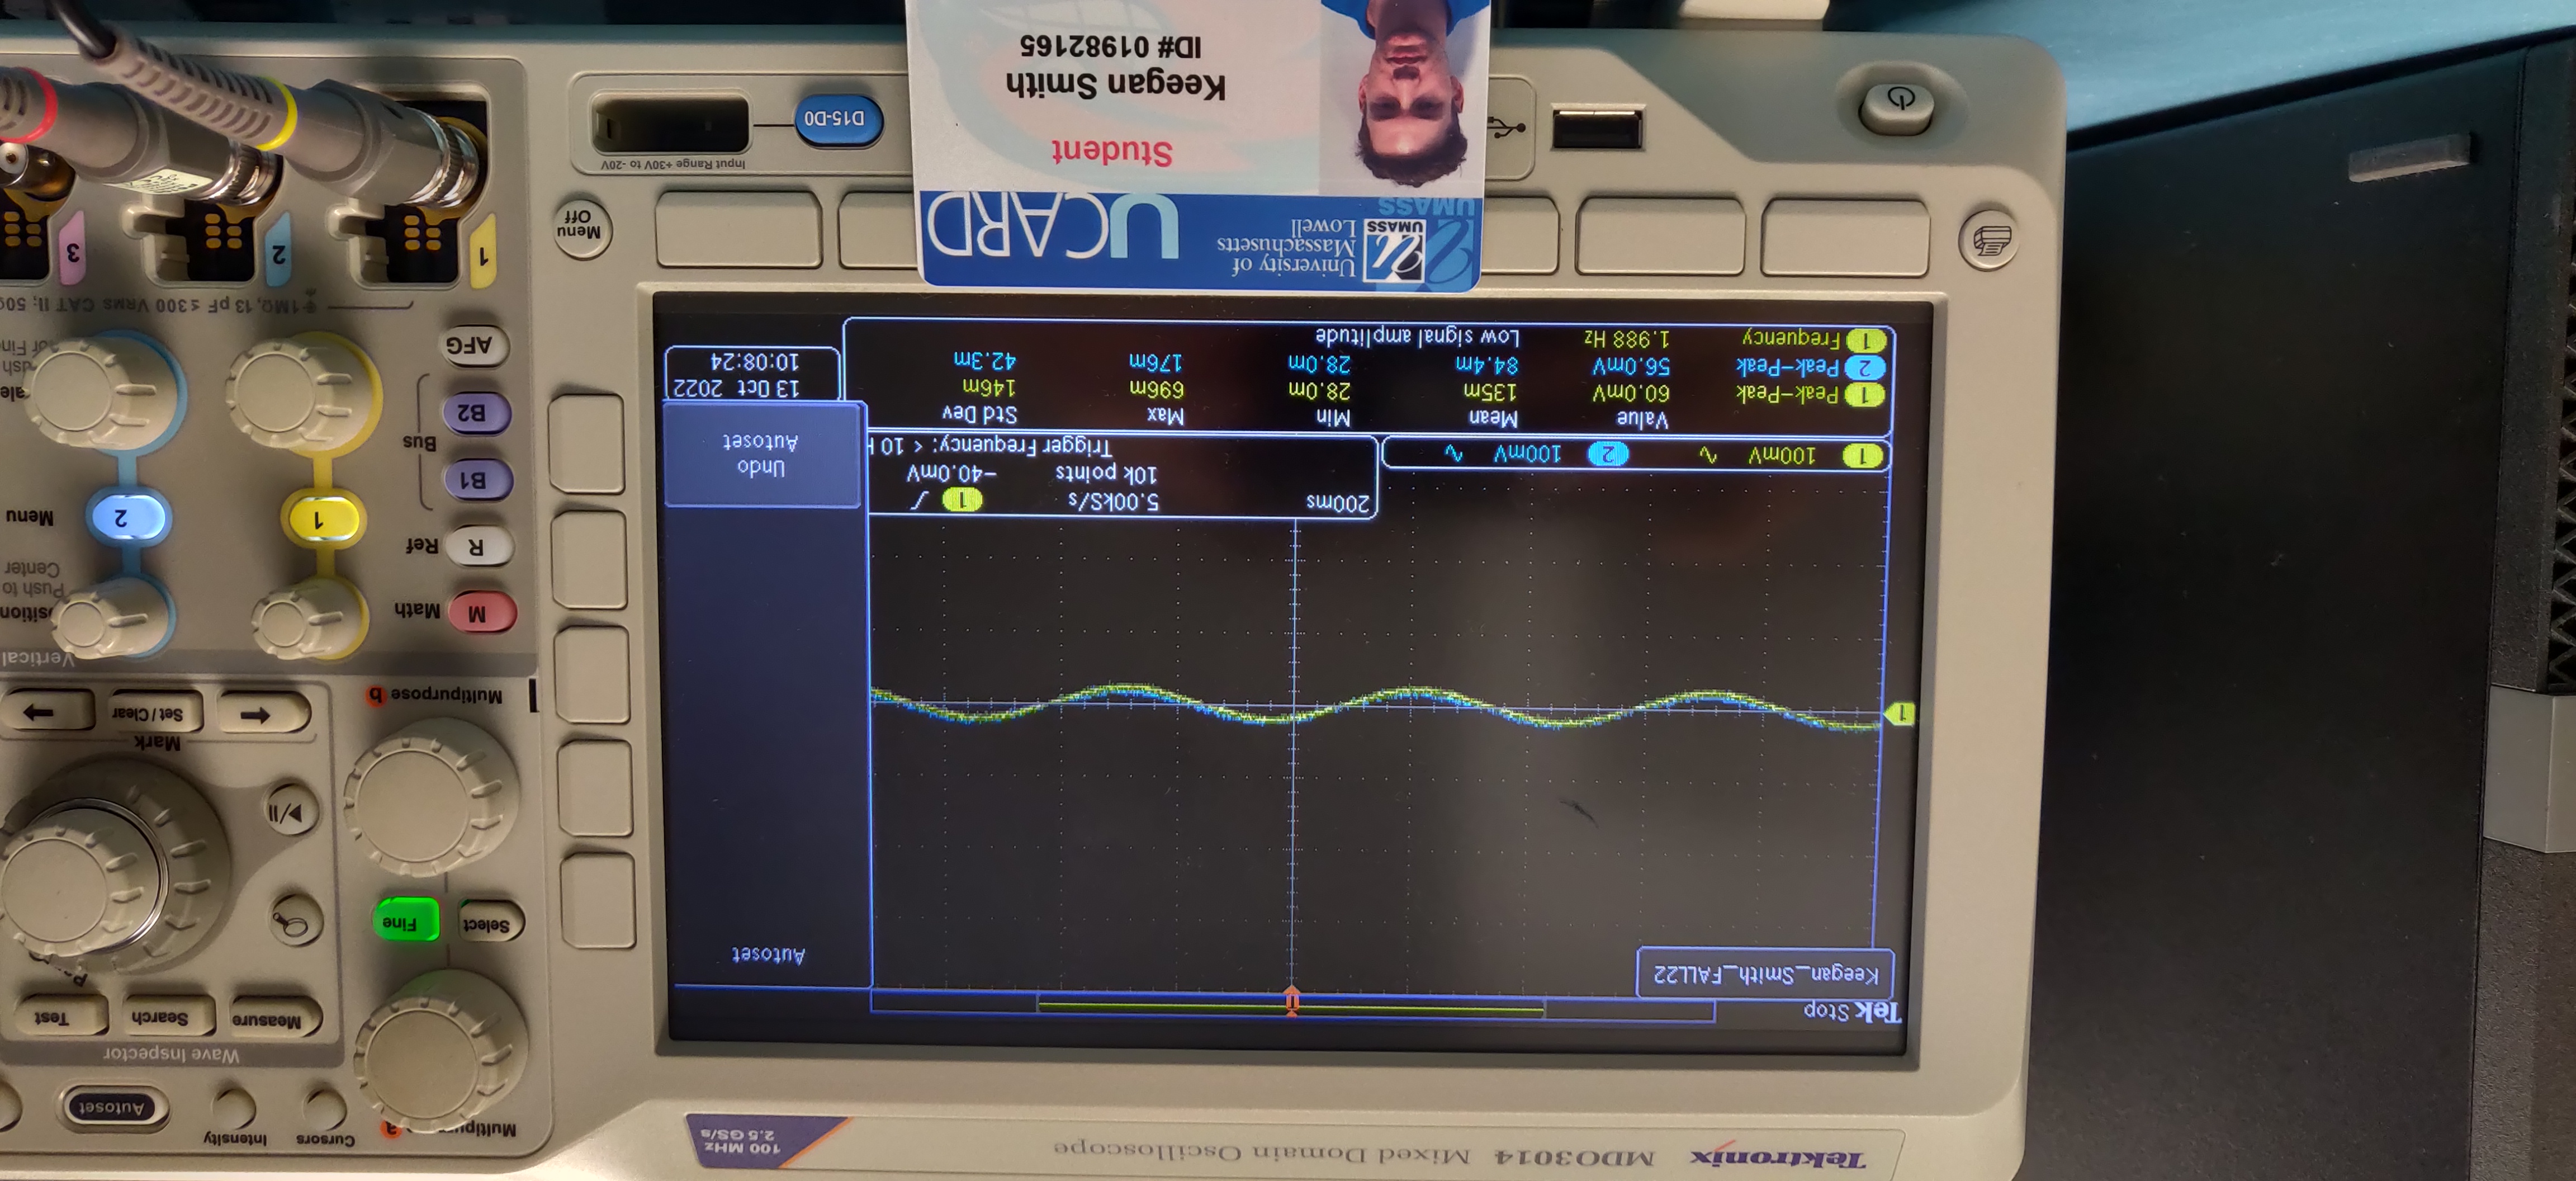 Tektronix MDO3014 Mixed Domain Oscilloscope
100 MHz
2.5 GS/s
Tek Stop
T
Keegan_Smith_FALL22
Autoset
1
200ms 5.00kS/s 1
10k points -40.0mV
Trigger Frequency: < 10
1 100mV 2 100mV
Undo
Autoset
Value Mean Min Max Std Dev
1 Peak-Peak 60.0mV 135m 28.0m 696m 146m
2 Peak-Peak 56.0mV 84.4m 28.0m 176m 42.3m
1 Frequency 1.988 Hz Low signal amplitude
13 Oct 2022
10:08:24
a
Cursors
Intensity
Autoset
Wave Inspector
Measure
Search
Test
Select
Fine
Mark
Set / Clear
Multipurpose b
Vertical
M Math
Push to
Center
R Ref
1
2
Menu
B1
Bus
B2
AFG
1MΩ, 13 pF ≤300 VRMS CAT II;
1
2
3
Menu
Off
Input Range +30V to -20V
D15-D0
UMASS
UMASS
University of
Massachusetts
Lowell
UCARD
Student
Keegan Smith
ID# 01982165